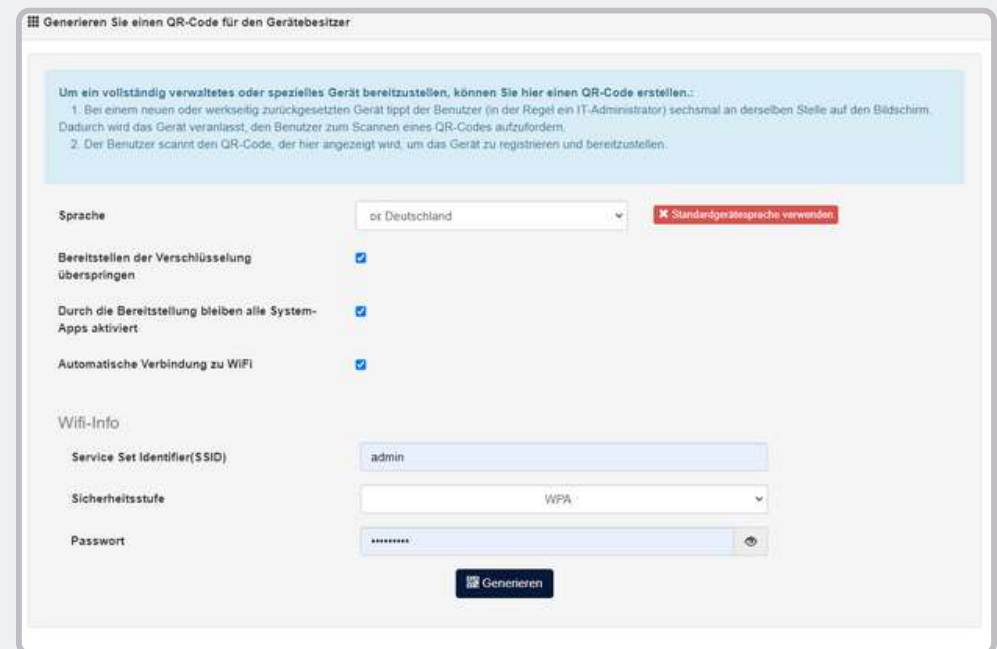 Generieren Sie einen QR-Code für den Gerätebesitzer
Um ein vollständig verwaltetes oder spezielles Gerät bereitzustellen, können Sie hier einen QR-Code erstellen.:
1. Bei einem neuen oder werkseitig zurückgesetzten Gerät tippt der Benutzer (in der Regel ein IT-Administrator) sechsmal an derselben Stelle auf den Bildschirm.
Dadurch wird das Gerät veranlasst, den Benutzer zum Scannen eines QR-Codes aufzufordern.
2. Der Benutzer scannt den QR-Code, der hier angezeigt wird, um das Gerät zu registrieren und bereitzustellen.
Sprache
Deutschland
Standardgerätesprache verwenden
Bereitstellen der Verschlüsselung
überspringen
Durch die Bereitstellung bleiben alle System-
Apps aktiviert
Automatische Verbindung zu WiFi
Wifi-Info
Service Set Identifier(SSID)
admin
Sicherheitsstufe
WPA
Passwort
•••••••••
Generieren